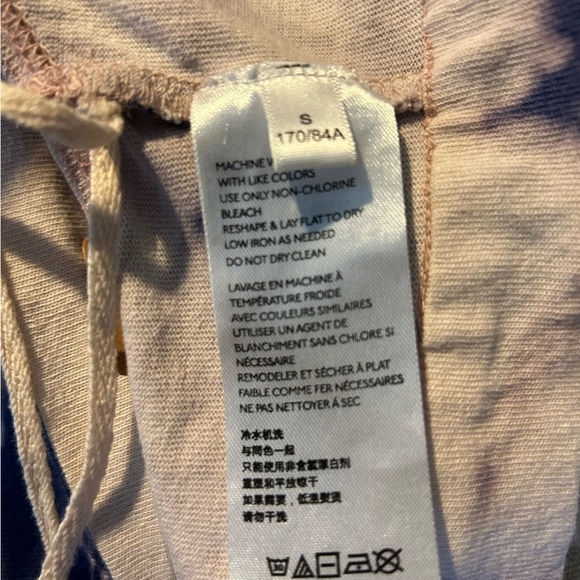 S
170/84A
MACHINE
WITH LIKE COLORS
USE ONLY NON-CHLORINE
BLEACH
RESHAPE & LAY FLAT TO DRY
LOW IRON AS NEEDED
DO NOT DRY CLEAN
LAVAGE EN MACHINE À
TEMPÉRATURE FROIDE
AVEC COULEURS SIMILAIRES
UTILISER UN AGENT DE
BLANCHIMENT SANS CHLORE SI
NÉCESSAIRE
REMODELER ET SÉCHER À PLAT
FAIBLE COMME FER NÉCESSAIRES
NE PAS NETTOYER À SEC
冷水机洗
与同色一起
只能使用非含氯漂白剂
重塑和平放晾干
如果需要，低温熨烫
请勿干洗
30